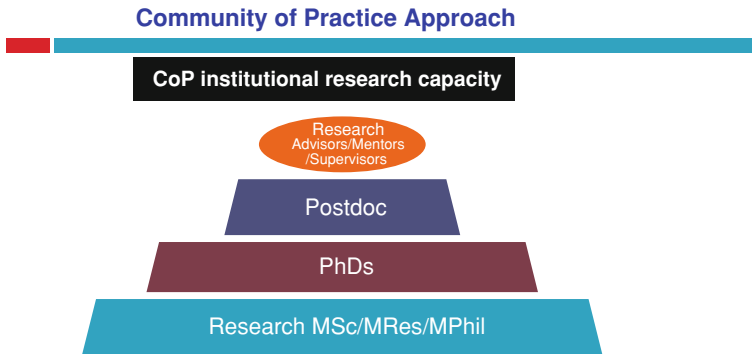 Community of Practice Approach
CoP institutional research capacity
Research
Advisors/Mentors
/Supervisors
Postdoc
PhDs
Research MSc/MRes/MPhil